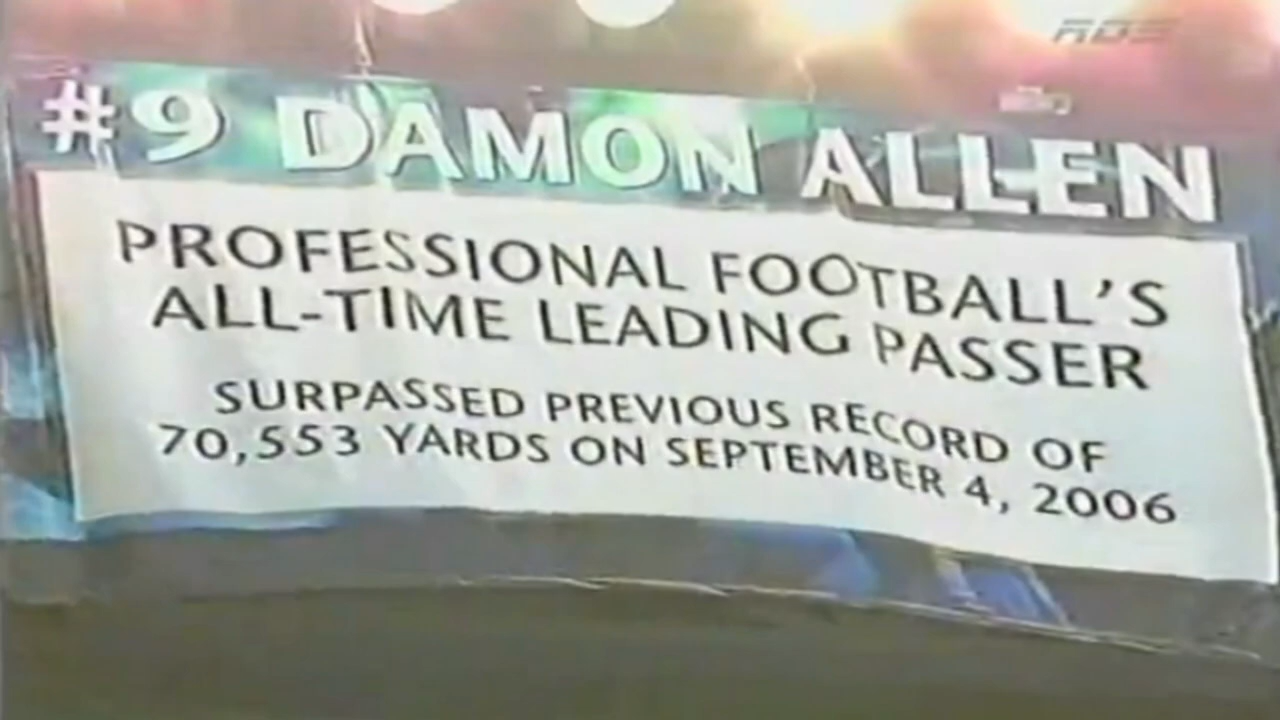 RDS
#9 DAMON ALLEN
PROFESSIONAL FOOTBALL'S
ALL-TIME LEADING PASSER
SURPASSED PREVIOUS RECORD OF
70,553 YARDS ON SEPTEMBER 4, 2006